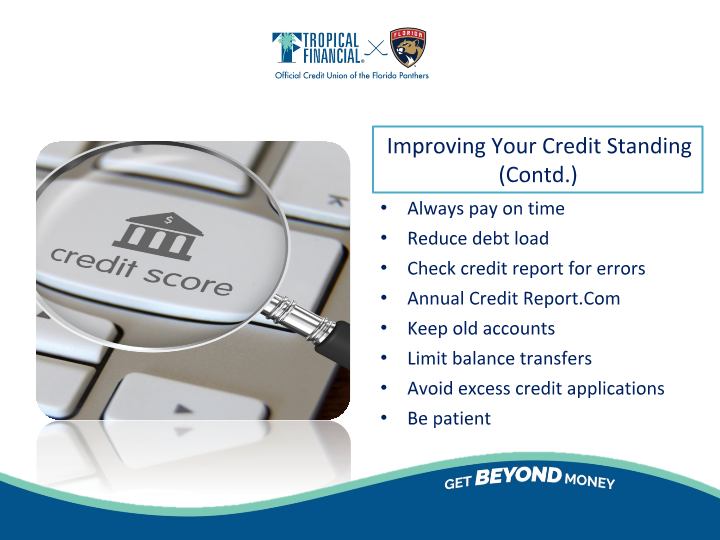 TROPICAL
FINANCIAL®
FLORIDA
Official Credit Union of the Florida Panthers
Improving Your Credit Standing
(Contd.)
• Always pay on time
• Reduce debt load
• Check credit report for errors
• Annual Credit Report.Com
• Keep old accounts
• Limit balance transfers
• Avoid excess credit applications
• Be patient
$
credit score
K
GET BEYOND MONEY